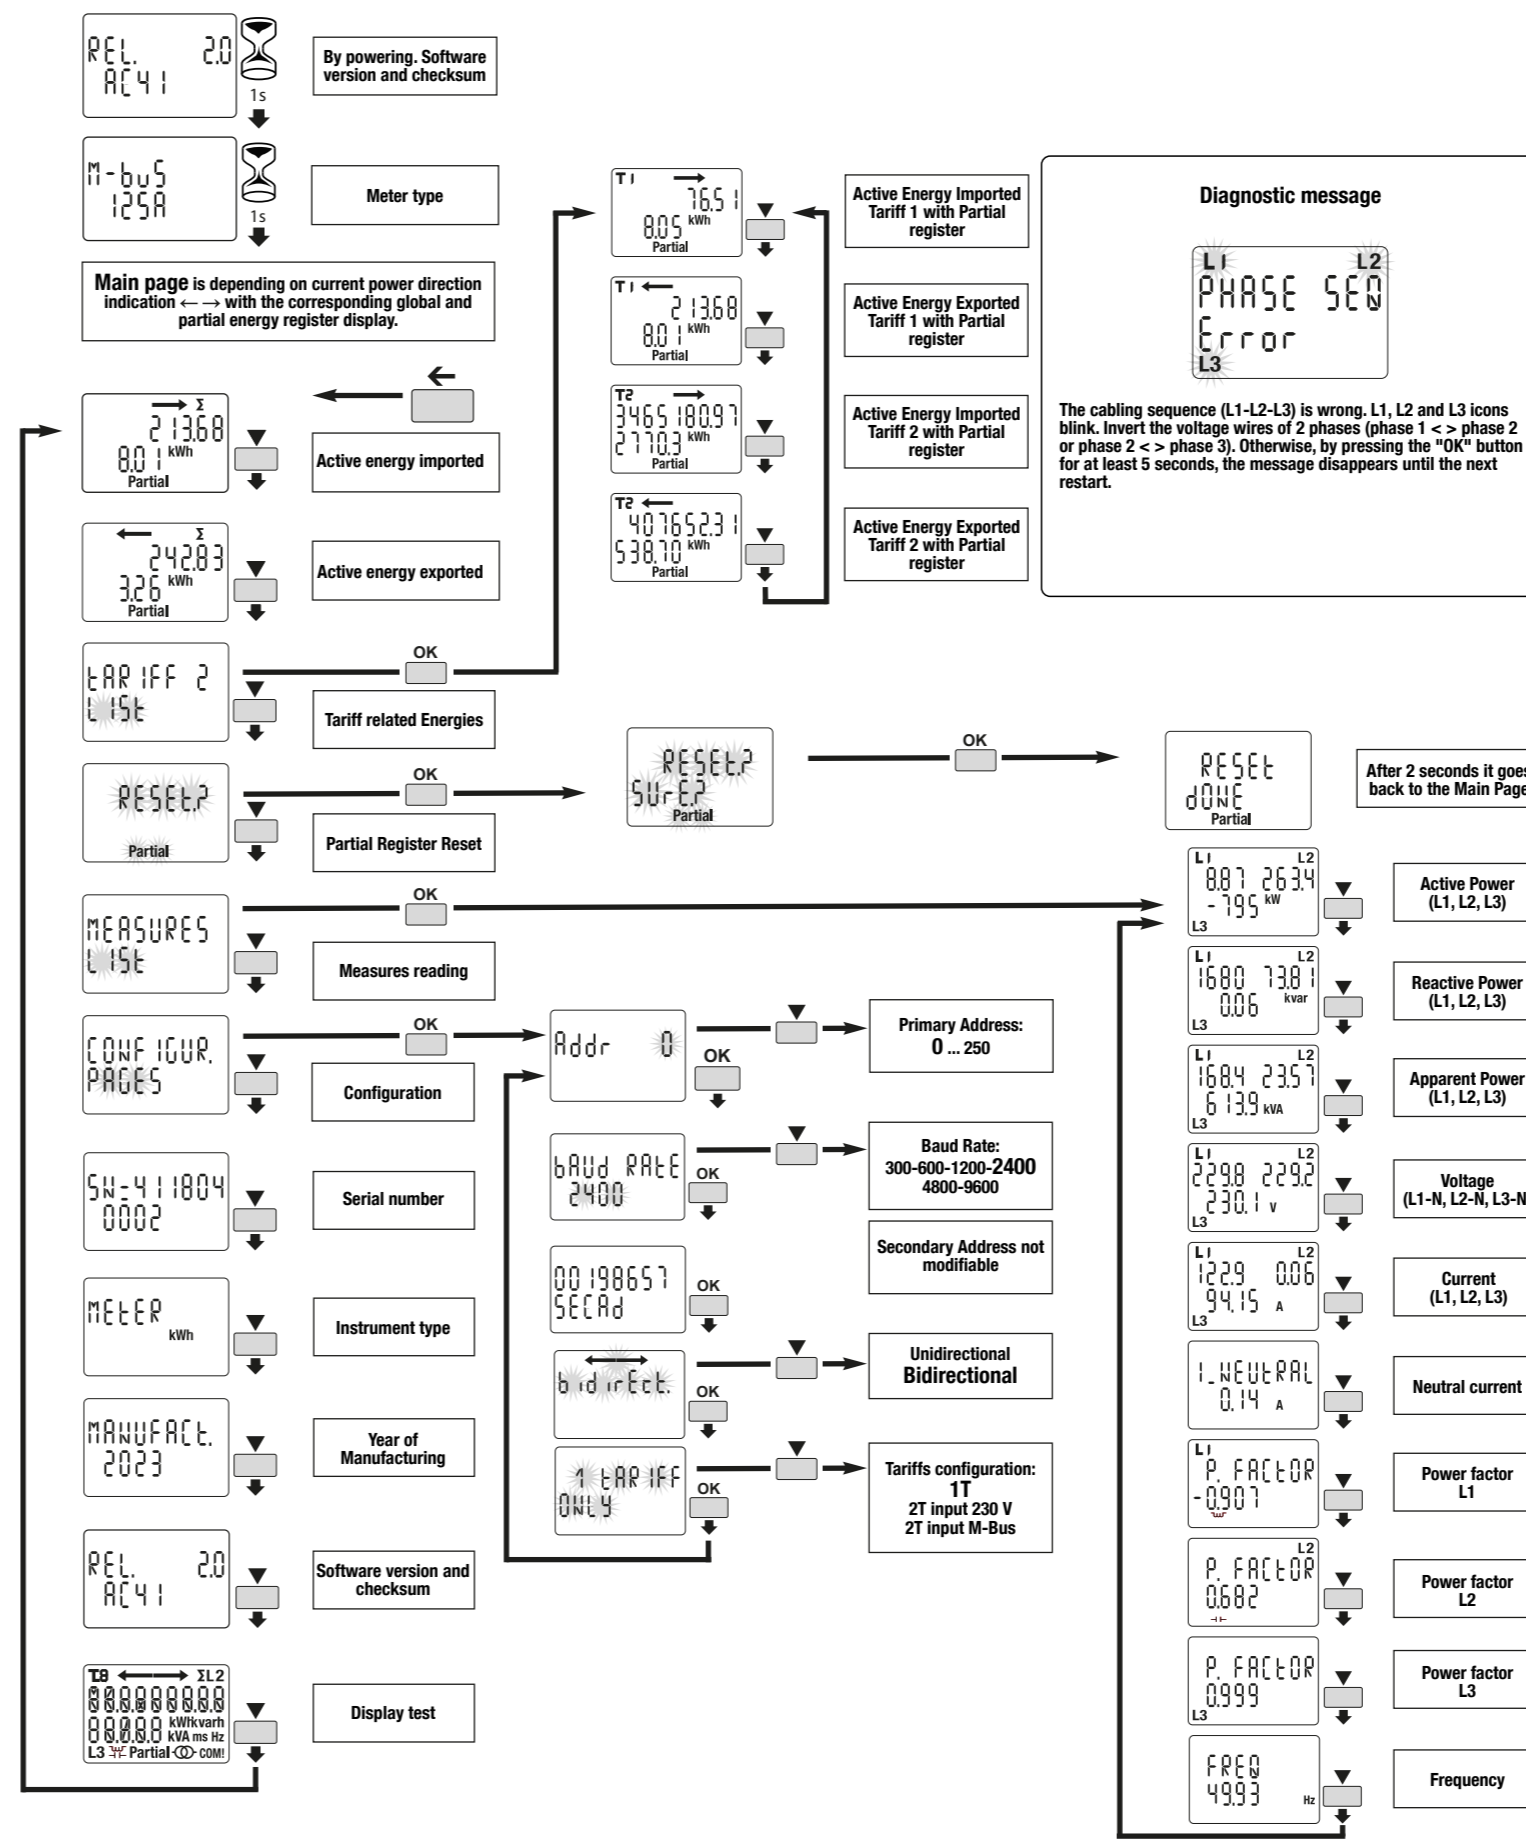 REL. 2.0
AC41
1s
By powering. Software
version and checksum
M-buS
125A
1s
Meter type
Main page is depending on current power direction
indication ← → with the corresponding global and
partial energy register display.
←
→ Σ
213.68
8.01 kWh
Partial
Active energy imported
← Σ
242.83
3.26 kWh
Partial
Active energy exported
tARIFF 2
LISt
OK
Tariff related Energies
RESEt.?
Partial
OK
Partial Register Reset
MEASURES
LISt
OK
Measures reading
CONFIGUR.
PAGES
OK
Configuration
SN-411804
0002
Serial number
MEtER
kWh
Instrument type
MANUFACt.
2023
Year of
Manufacturing
REL. 2.0
AC41
Software version and
checksum
ΣL2
kWhkvarh
kVA ms Hz
L3 Partial COM!
Display test
T1 →
76.51
8.05 kWh
Partial
Active Energy Imported
Tariff 1 with Partial
register
T1 ←
213.68
8.01 kWh
Partial
Active Energy Exported
Tariff 1 with Partial
register
T2 →
3465180.97
2770.3 kWh
Partial
Active Energy Imported
Tariff 2 with Partial
register
T2 ←
407652.31
538.70 kWh
Partial
Active Energy Exported
Tariff 2 with Partial
register
Diagnostic message
L1 L2
PHASE SEQ
Error
L3
The cabling sequence (L1-L2-L3) is wrong. L1, L2 and L3 icons
blink. Invert the voltage wires of 2 phases (phase 1 < > phase 2
or phase 2 < > phase 3). Otherwise, by pressing the "OK" button
for at least 5 seconds, the message disappears until the next
restart.
RESEt.?
SUrE.?
Partial
OK
RESEt
dONE
Partial
After 2 seconds it goes
back to the Main Page
Addr 0
OK
Primary Address:
0 ... 250
bAUd RAtE
2400
OK
Baud Rate:
300-600-1200-2400
4800-9600
00198657
SECAd
OK
Secondary Address not
modifiable
bidirEct.
OK
Unidirectional
Bidirectional
1 tARIFF
ONLY
OK
Tariffs configuration:
1T
2T input 230 V
2T input M-Bus
L1 L2
8.87 263.4
-795 kW
L3
Active Power
(L1, L2, L3)
L1 L2
1680 73.81
0.06 kvar
L3
Reactive Power
(L1, L2, L3)
L1 L2
168.4 23.57
613.9 kVA
L3
Apparent Power
(L1, L2, L3)
L1 L2
229.8 229.2
230.1 V
L3
Voltage
(L1-N, L2-N, L3-N
L1 L2
122.9 0.06
94.15 A
L3
Current
(L1, L2, L3)
I_NEUtRAL
0.14 A
Neutral current
L1
P. FACtOR
-0.907
Power factor
L1
L2
P. FACtOR
0.682
Power factor
L2
P. FACtOR
0.999
L3
Power factor
L3
FREQ
49.93 Hz
Frequency